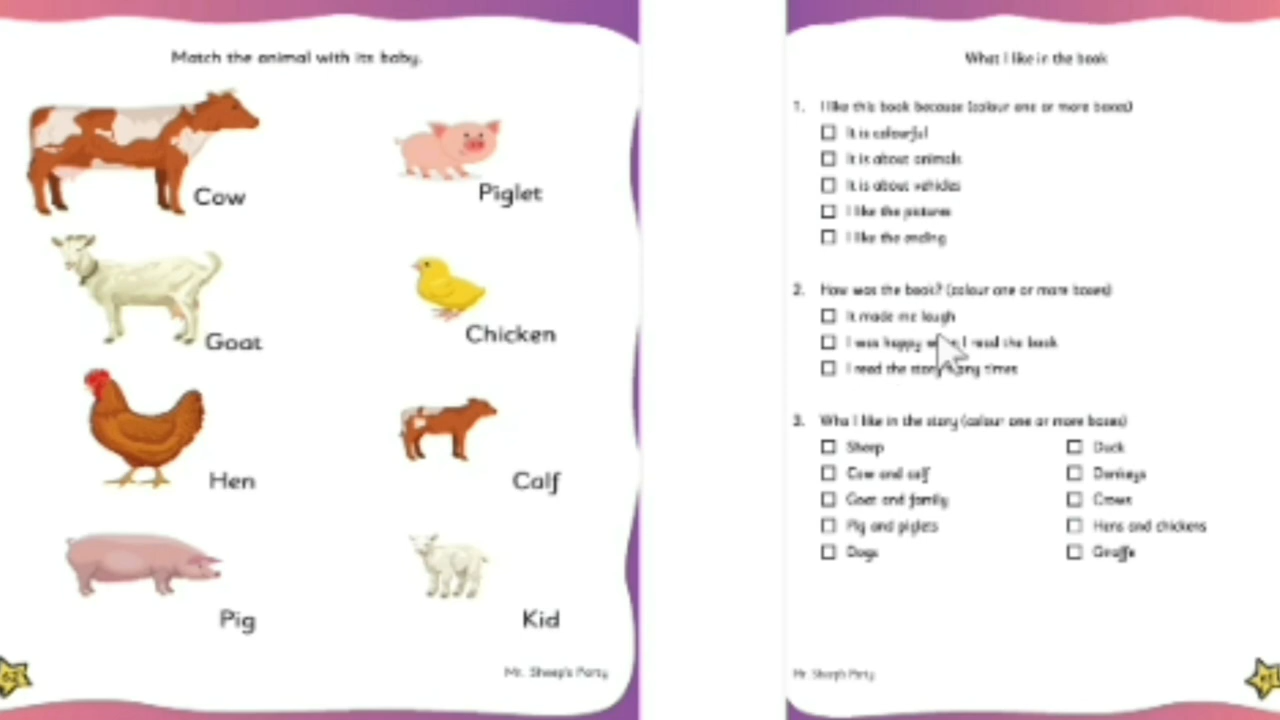 Match the animal with its baby.
Cow
Piglet
Goat
Chicken
Hen
Calf
Pig
Kid
Mr. Sheep's Party
What I like in the book
1. I like this book because (colour one or more boxes)
It is colourful
It is about animals
It is about vehicles
I like the pictures
I like the ending
2. How was the book? (colour one or more boxes)
It made me laugh
I was happy I read the book
I read the story times
3. Who I like in the story (colour one or more boxes)
Sheep
Cow and calf
Goat and family
Pig and piglets
Dogs
Duck
Donkeys
Crows
Hens and chickens
Giraffe
Mr. Sheep's Party